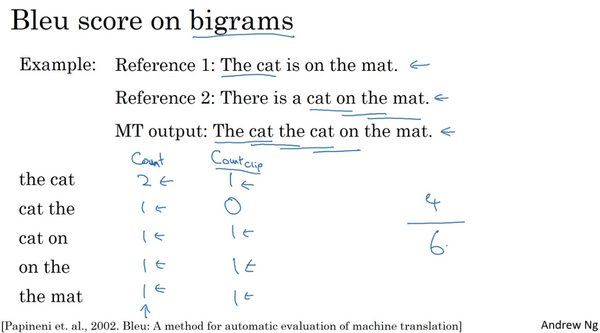 Bleu score on bigrams
Example: Reference 1: The cat is on the mat. ←
Reference 2: There is a cat on the mat. ←
MT output: The cat the cat on the mat. ←
Count Count clip
the cat 2 ← 1 ←
cat the 1 ← 0
cat on 1 ← 1 ←
on the 1 ← 1 ←
the mat 1 ← 1 ←
↑
4
6
[Papineni et. al., 2002. Bleu: A method for automatic evaluation of machine translation] Andrew Ng